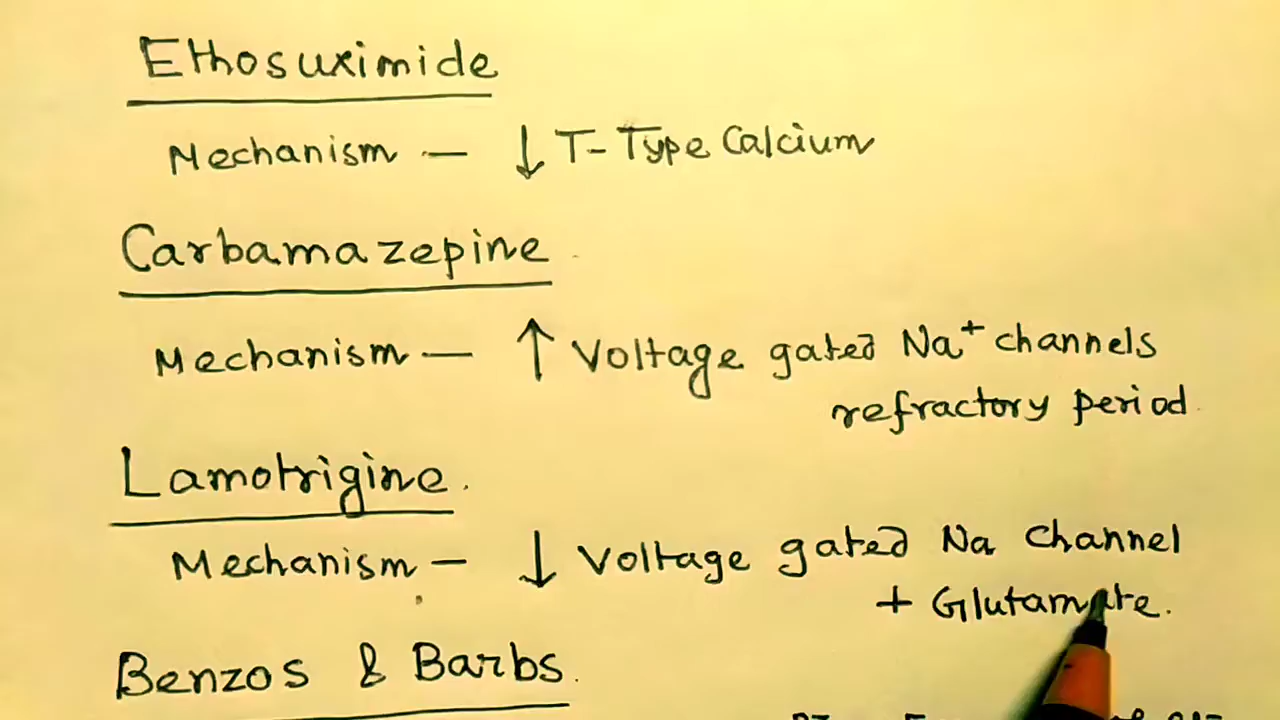 Ethosuximide
Mechanism — ↓ T-Type Calcium
Carbamazepine
Mechanism — ↑ Voltage gated Na+ channels
refractory period
Lamotrigine.
Mechanism - ↓ Voltage gated Na Channel
+ Glutamate.
Benzos & Barbs.